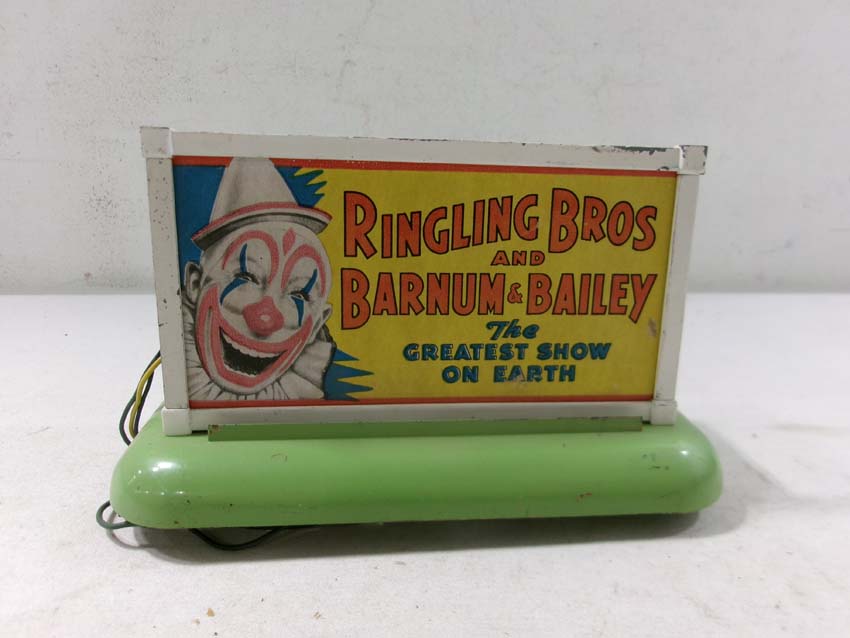 RINGLING BROS
AND
BARNUM & BAILEY
The
GREATEST SHOW
ON EARTH